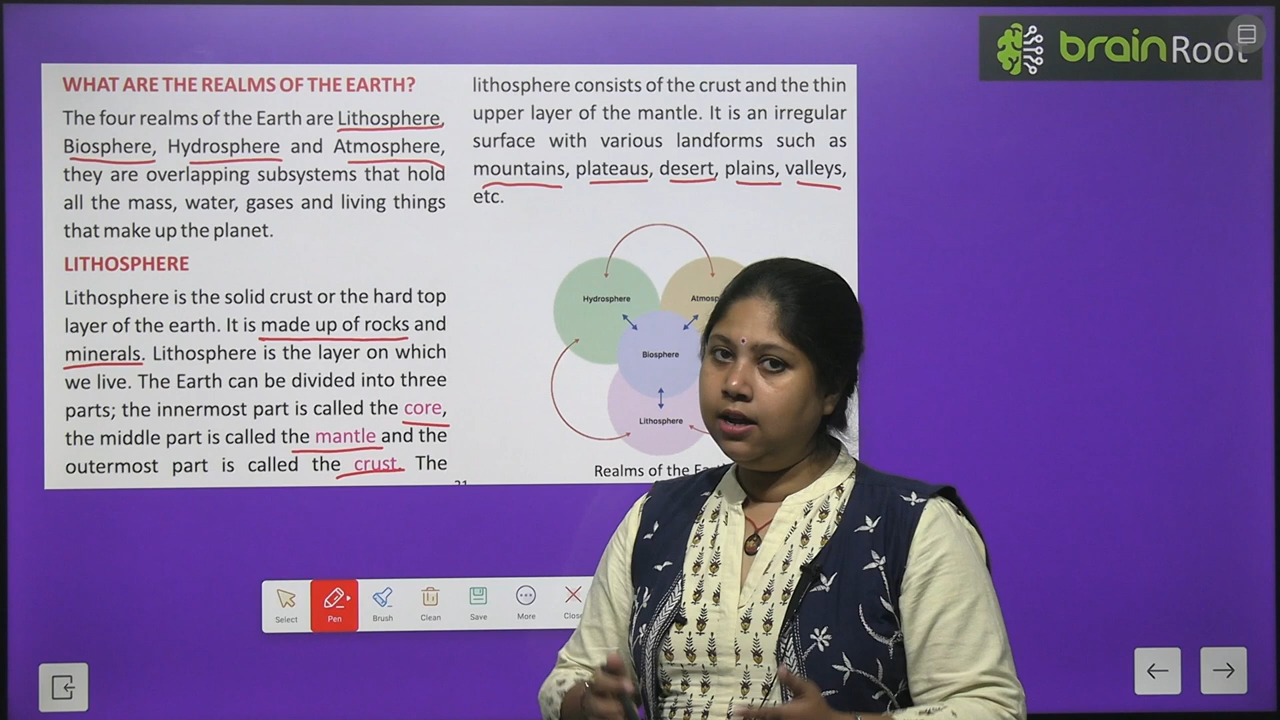 brainRoot
WHAT ARE THE REALMS OF THE EARTH?
The four realms of the Earth are Lithosphere,
Biosphere, Hydrosphere and Atmosphere,
they are overlapping subsystems that hold
all the mass, water, gases and living things
that make up the planet.
LITHOSPHERE
Lithosphere is the solid crust or the hard top
layer of the earth. It is made up of rocks and
minerals. Lithosphere is the layer on which
we live. The Earth can be divided into three
parts; the innermost part is called the core,
the middle part is called the mantle and the
outermost part is called the crust. The
lithosphere consists of the crust and the thin
upper layer of the mantle. It is an irregular
surface with various landforms such as
mountains, plateaus, desert, plains, valleys,
etc.
Hydrosphere
Biosphere
Lithosphere
Realms of the
Select
Pen
Brush
Clean
Save
More